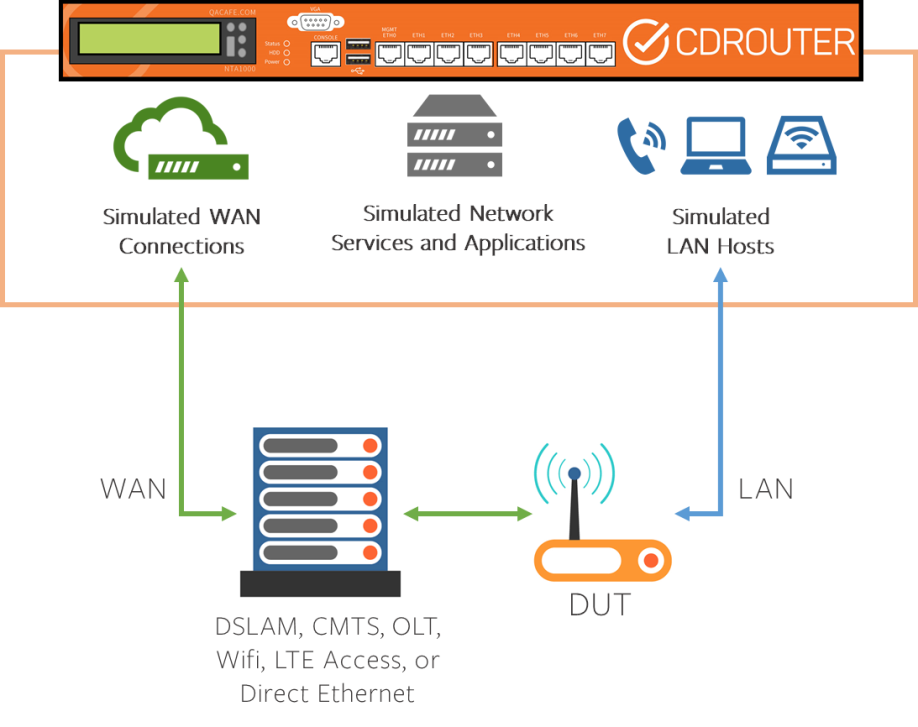 QACAFE.COM
NTA1000
Status
HDD
Power
VGA
CONSOLE
MGMT
ETH0
ETH1
ETH2
ETH3
ETH4
ETH5
ETH6
ETH7
CDROUTER
Simulated WAN
Connections
Simulated Network
Services and Applications
Simulated
LAN Hosts
WAN
LAN
DUT
DSLAM, CMTS, OLT,
Wifi, LTE Access, or
Direct Ethernet